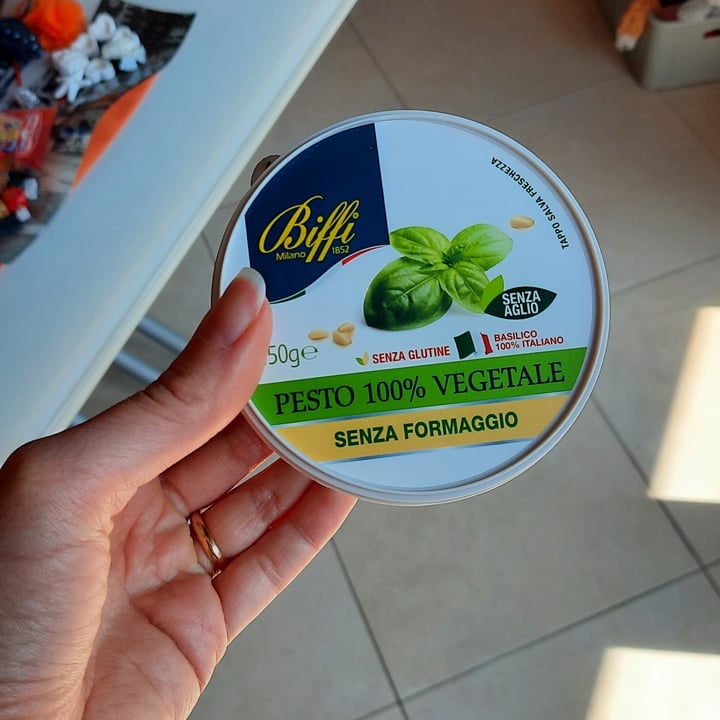 Biffi
Milano 1852
TAPPO SALVA FRESCHEZZA
SENZA
AGLIO
50g℮
SENZA GLUTINE
BASILICO
100% ITALIANO
PESTO 100% VEGETALE
SENZA FORMAGGIO